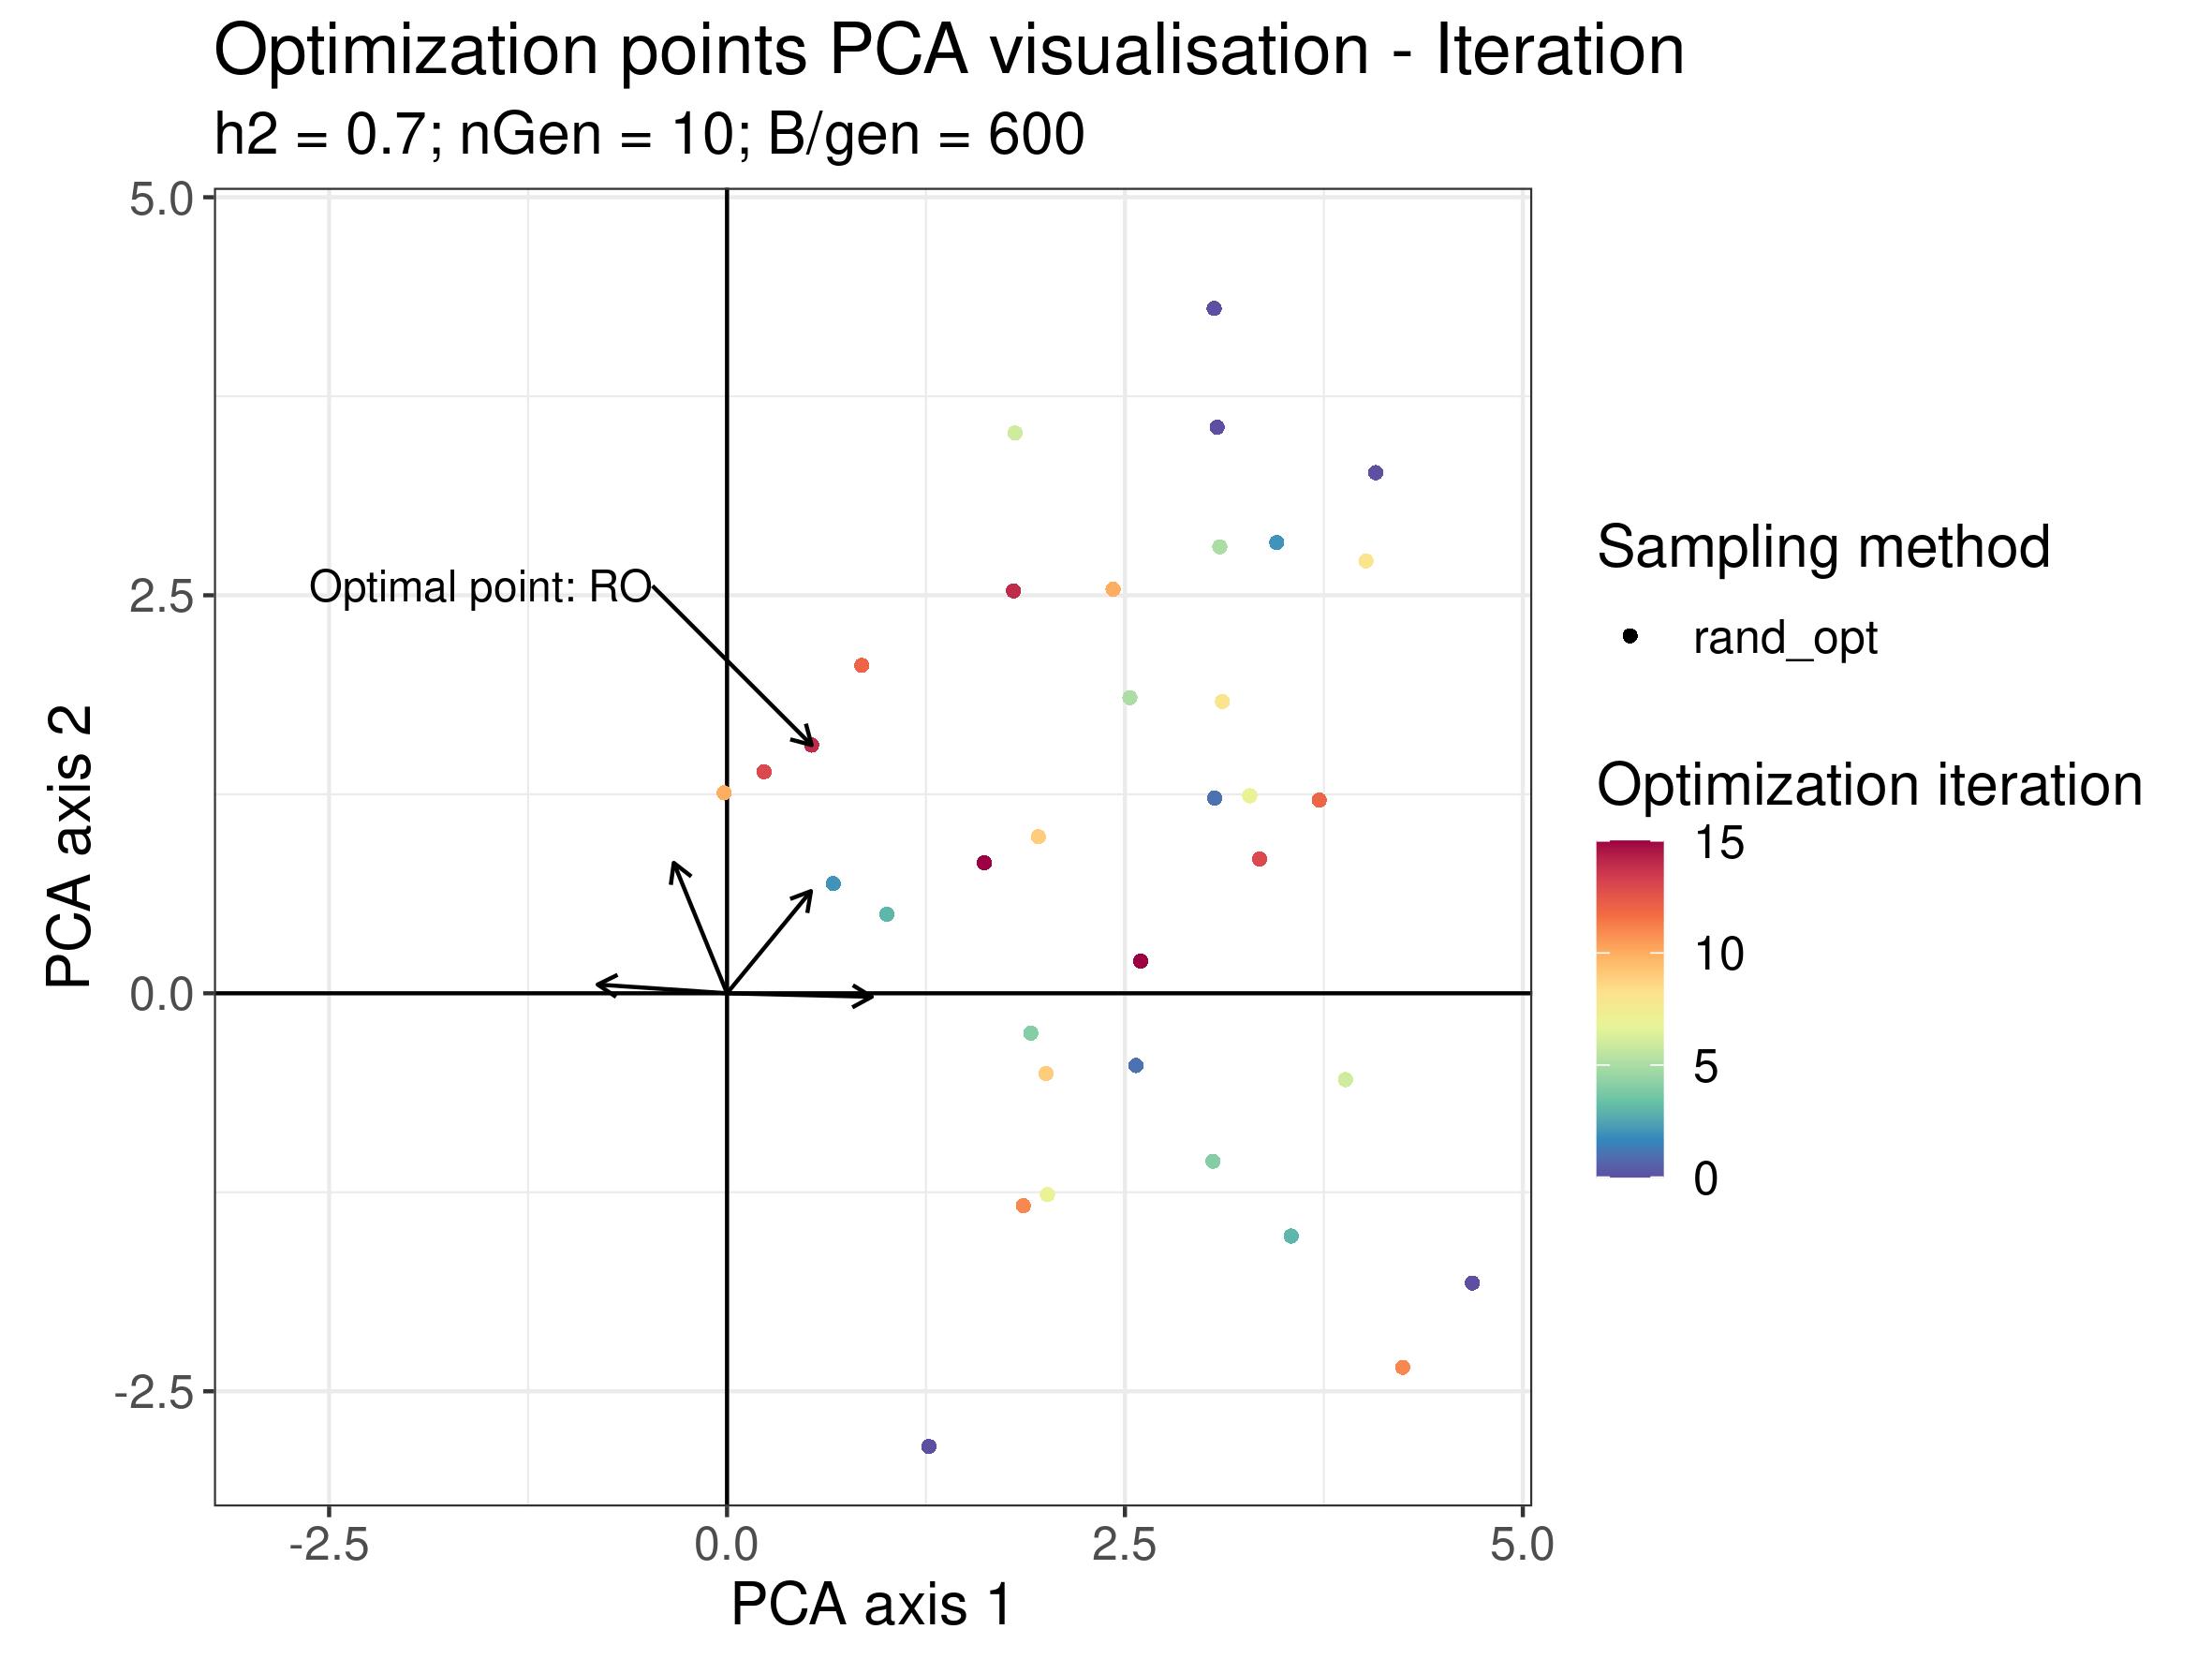 Optimization points PCA visualisation - Iteration
h2 = 0.7; nGen = 10; B/gen = 600
PCA axis 2
5.0
2.5
0.0
-2.5
Optimal point: RO
-2.5
0.0
2.5
5.0
PCA axis 1
Sampling method
rand_opt
Optimization iteration
15
10
5
0